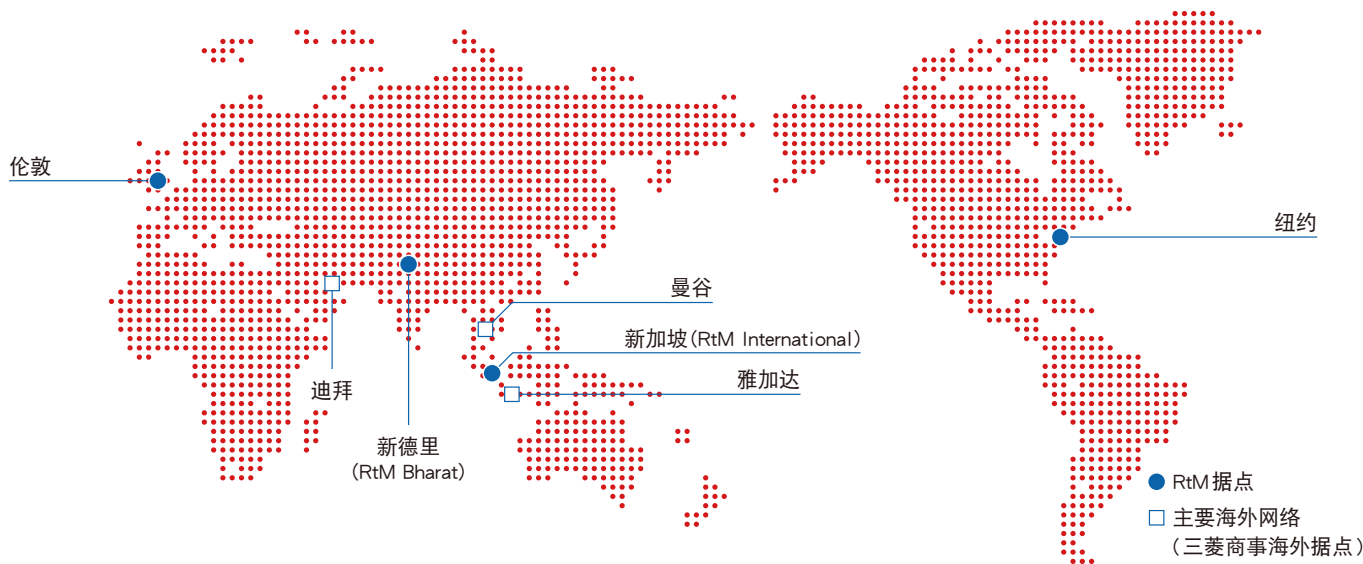 伦敦
纽约
曼谷
新加坡(RtM International)
迪拜
雅加达
新德里
(RtM Bharat)
RtM据点
主要海外网络
(三菱商事海外据点)